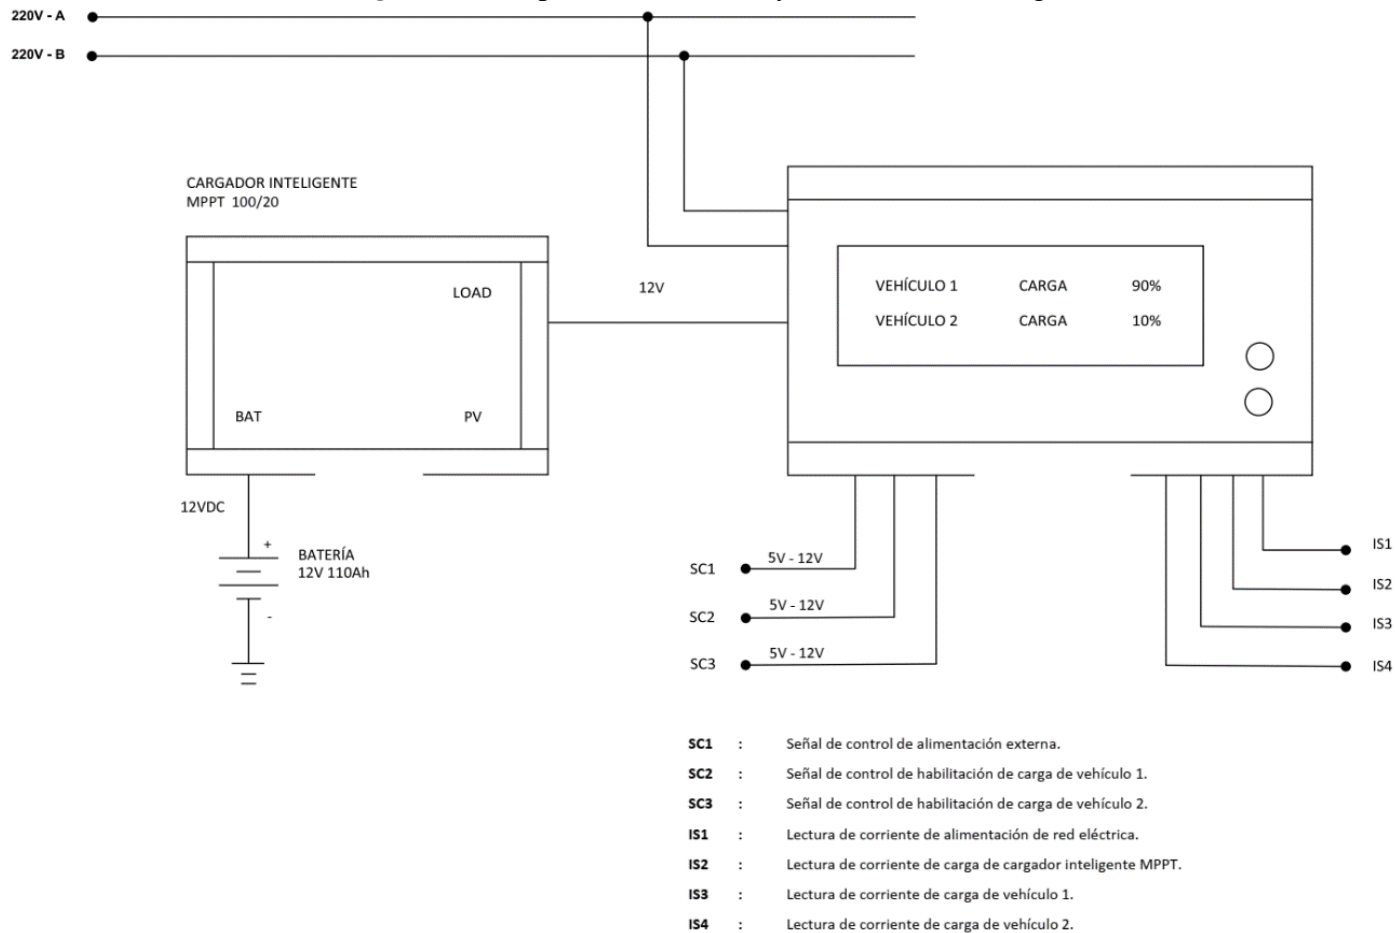 220V - A
220V - B
CARGADOR INTELIGENTE
MPPT 100/20
LOAD
12V
VEHÍCULO 1 CARGA 90%
VEHÍCULO 2 CARGA 10%
BAT
PV
12VDC
+
BATERÍA
12V 110Ah
-
SC1 5V - 12V
SC2 5V - 12V
SC3 5V - 12V
IS1
IS2
IS3
IS4
SC1 : Señal de control de alimentación externa.
SC2 : Señal de control de habilitación de carga de vehículo 1.
SC3 : Señal de control de habilitación de carga de vehículo 2.
IS1 : Lectura de corriente de alimentación de red eléctrica.
IS2 : Lectura de corriente de carga de cargador inteligente MPPT.
IS3 : Lectura de corriente de carga de vehículo 1.
IS4 : Lectura de corriente de carga de vehículo 2.